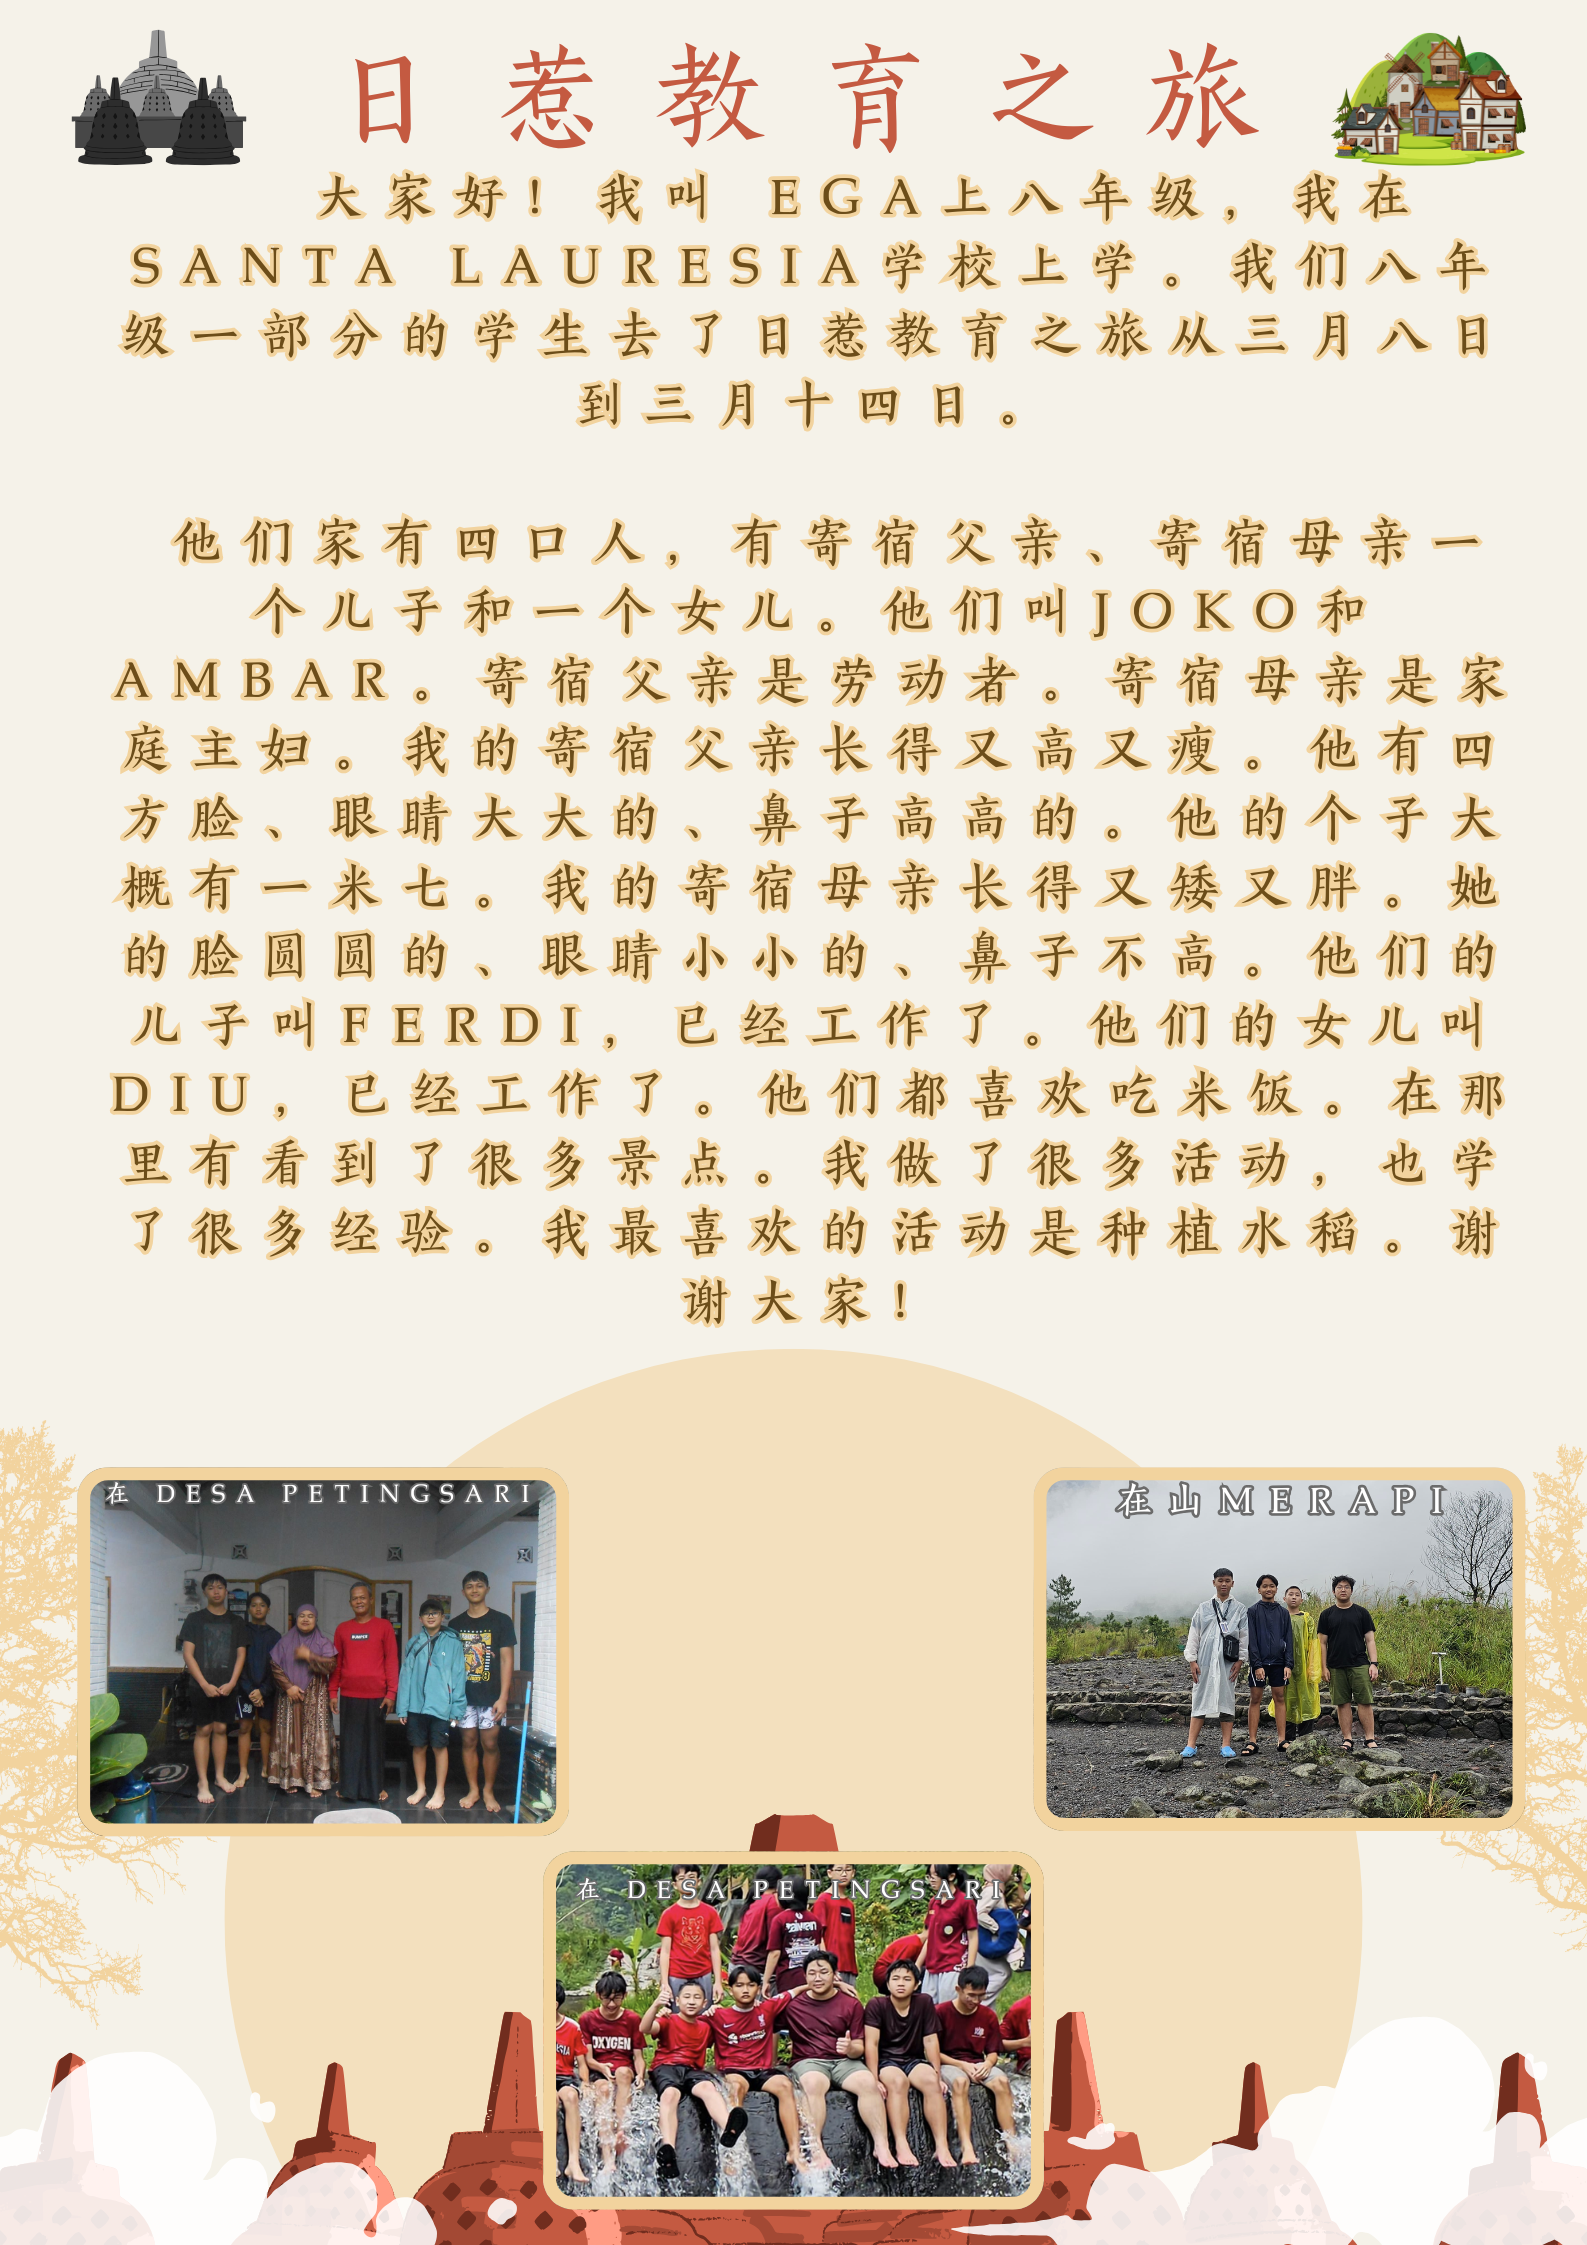 日惹教育之旅
大家好！我叫 EGA上八年级，我在
SANTA LAURESIA学校上学。我们八年
级一部分的学生去了日惹教育之旅从三月八日
到三月十四日。
他们家有四口人，有寄宿父亲、寄宿母亲一
个儿子和一个女儿。他们叫JOKO和
AMBAR。寄宿父亲是劳动者。寄宿母亲是家
庭主妇。我的寄宿父亲长得又高又瘦。他有四
方脸、眼睛大大的、鼻子高高的。他的个子大
概有一米七。我的寄宿母亲长得又矮又胖。她
的脸圆圆的、眼睛小小的、鼻子不高。他们的
儿子叫FERDI，已经工作了。他们的女儿叫
DIU，已经工作了。他们都喜欢吃米饭。在那
里有看到了很多景点。我做了很多活动，也学
了很多经验。我最喜欢的活动是种植水稻。谢
谢大家！
在 DESA PETINGSARI
在山MERAPI
在 DESA PETINGSARI
OXYGEN